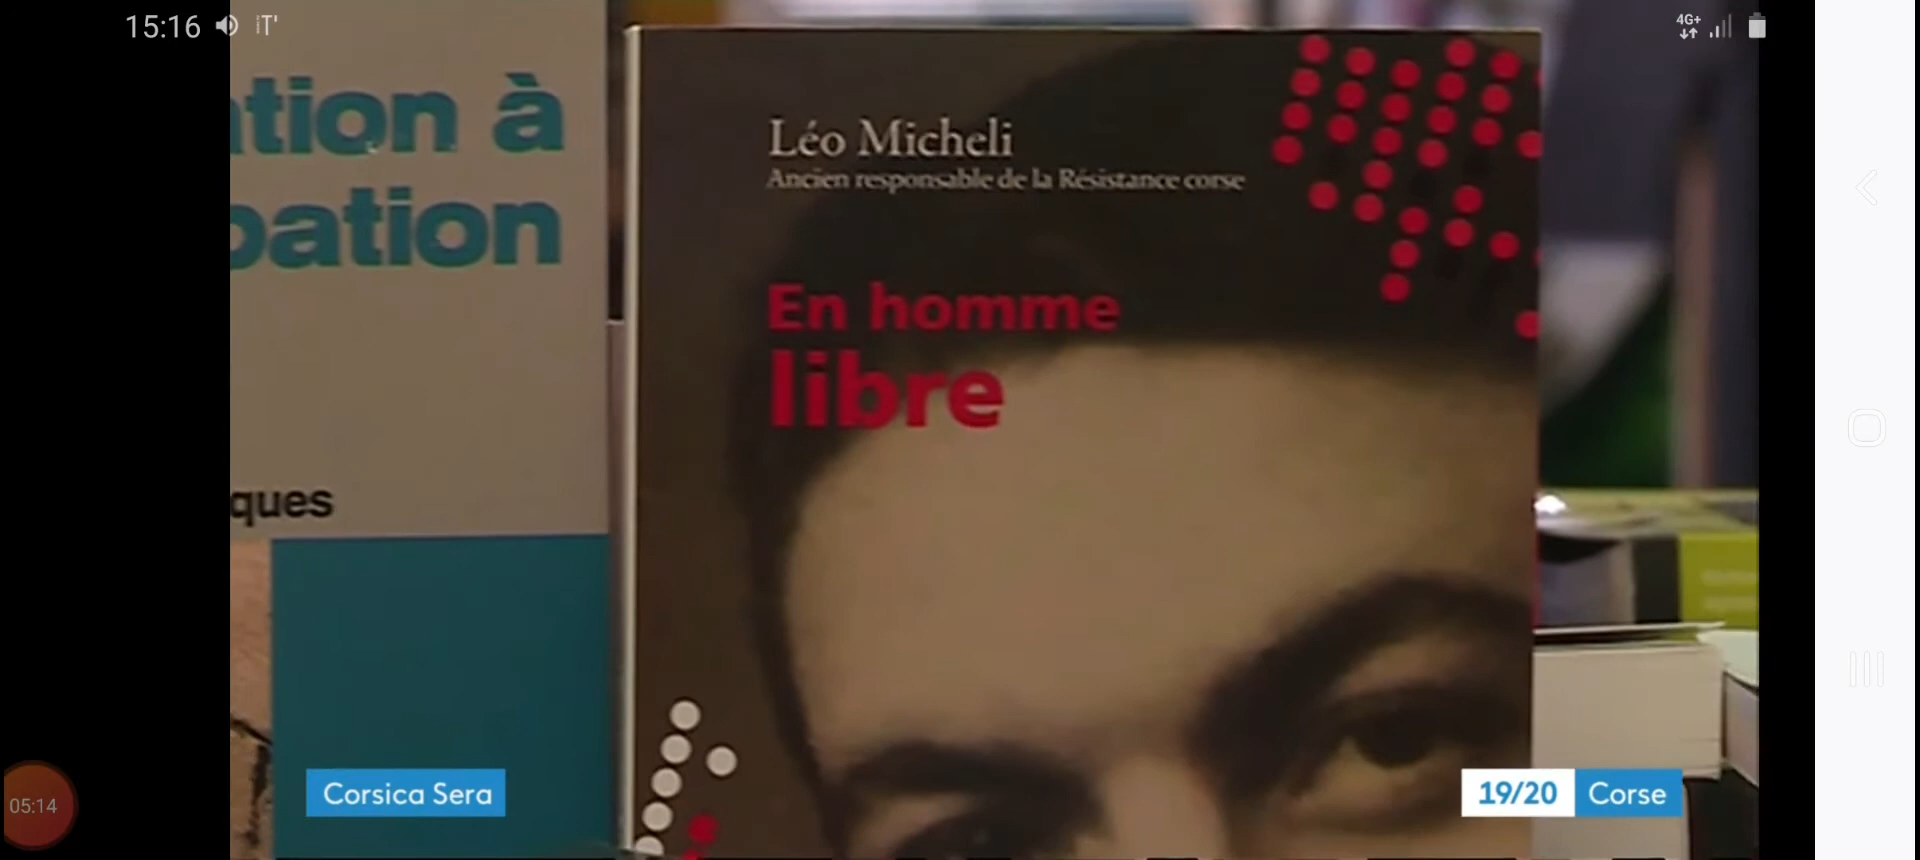 15:16
4G+
tion à
pation
ques
Léo Micheli
Ancien responsable de la Résistance corse
En homme
libre
Corsica Sera
19/20 Corse
05:14